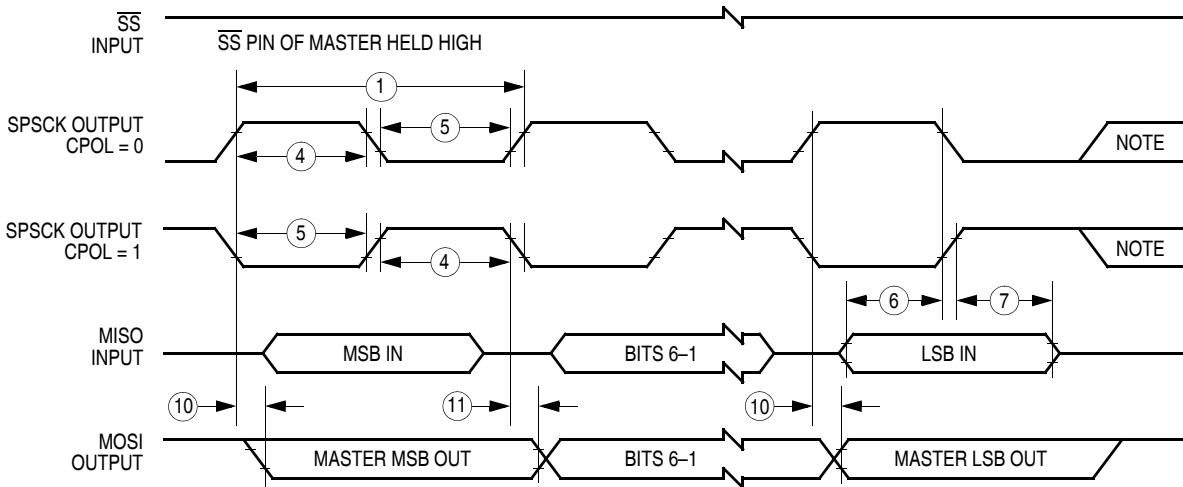 SS
INPUT
SS PIN OF MASTER HELD HIGH
1
SPSCK OUTPUT
CPOL = 0
5
4
NOTE
SPSCK OUTPUT
CPOL = 1
5
4
NOTE
6
7
MISO
INPUT
MSB IN
BITS 6–1
LSB IN
10
11
10
MOSI
OUTPUT
MASTER MSB OUT
BITS 6–1
MASTER LSB OUT